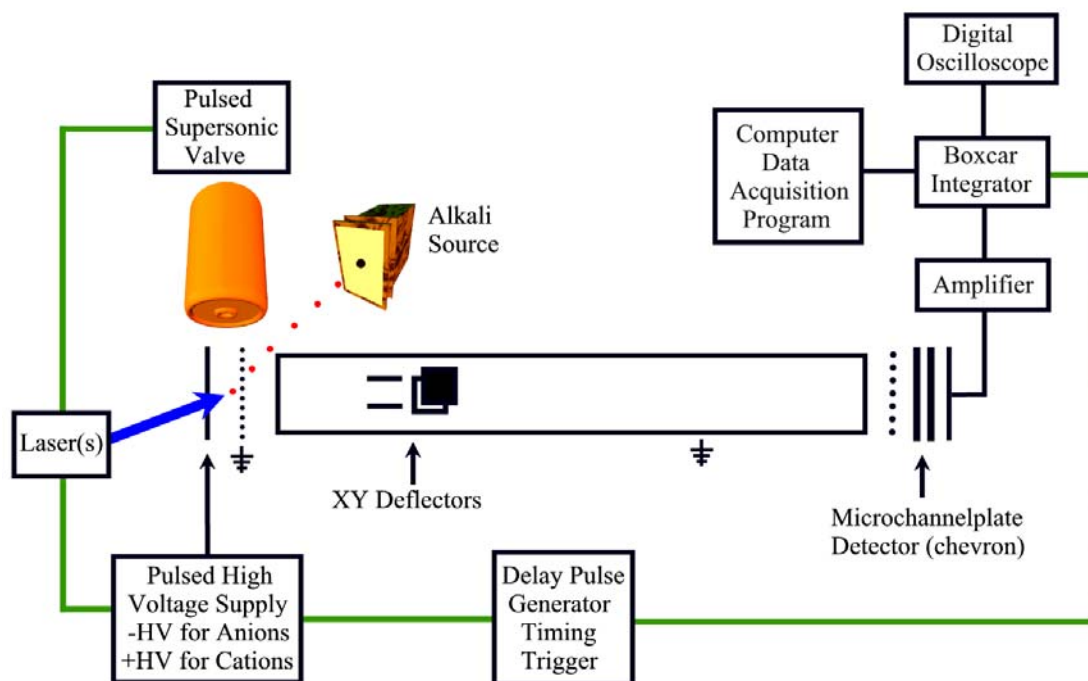 Digital
Oscilloscope
Pulsed
Supersonic
Valve
Computer
Data
Acquisition
Program
Boxcar
Integrator
Alkali
Source
Amplifier
Laser(s)
XY Deflectors
Microchannelplate
Detector (chevron)
Pulsed High
Voltage Supply
-HV for Anions
+HV for Cations
Delay Pulse
Generator
Timing
Trigger